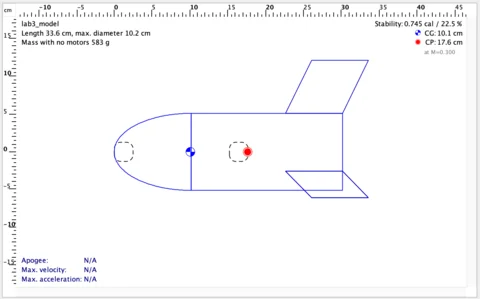 cm
-10 -5 0 5 10 15 20 25 30 35 40 45
lab3_model
Length 33.6 cm, max. diameter 10.2 cm
Mass with no motors 583 g
Stability: 0.745 cal / 22.5 %
CG: 10.1 cm
CP: 17.6 cm
at M=0.300
15
10
5
0
-5
-10
-15
Apogee: N/A
Max. velocity: N/A
Max. acceleration: N/A